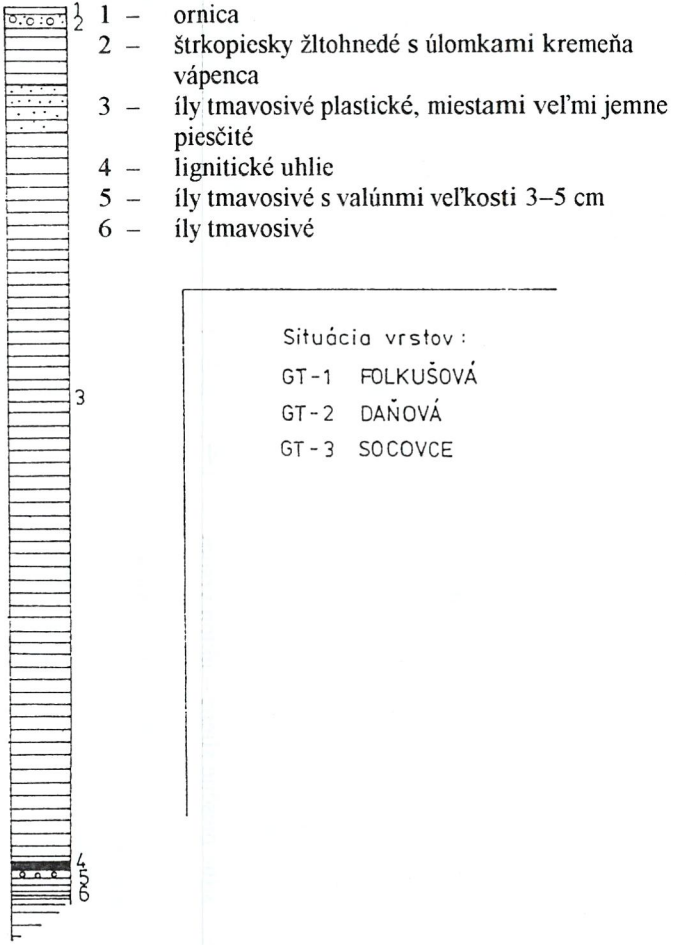 1
2
1 – ornica
2 – štrkopiesky žltohnedé s úlomkami kremeňa
vápenca
3 – íly tmavosivé plastické, miestami veľmi jemne
piesčité
4 – lignitické uhlie
5 – íly tmavosivé s valúnmi veľkosti 3–5 cm
6 – íly tmavosivé
Situácia vrstov :
GT-1 FOLKUŠOVÁ
3
GT-2 DAŇOVÁ
GT-3 SOCOVCE
4
5
6